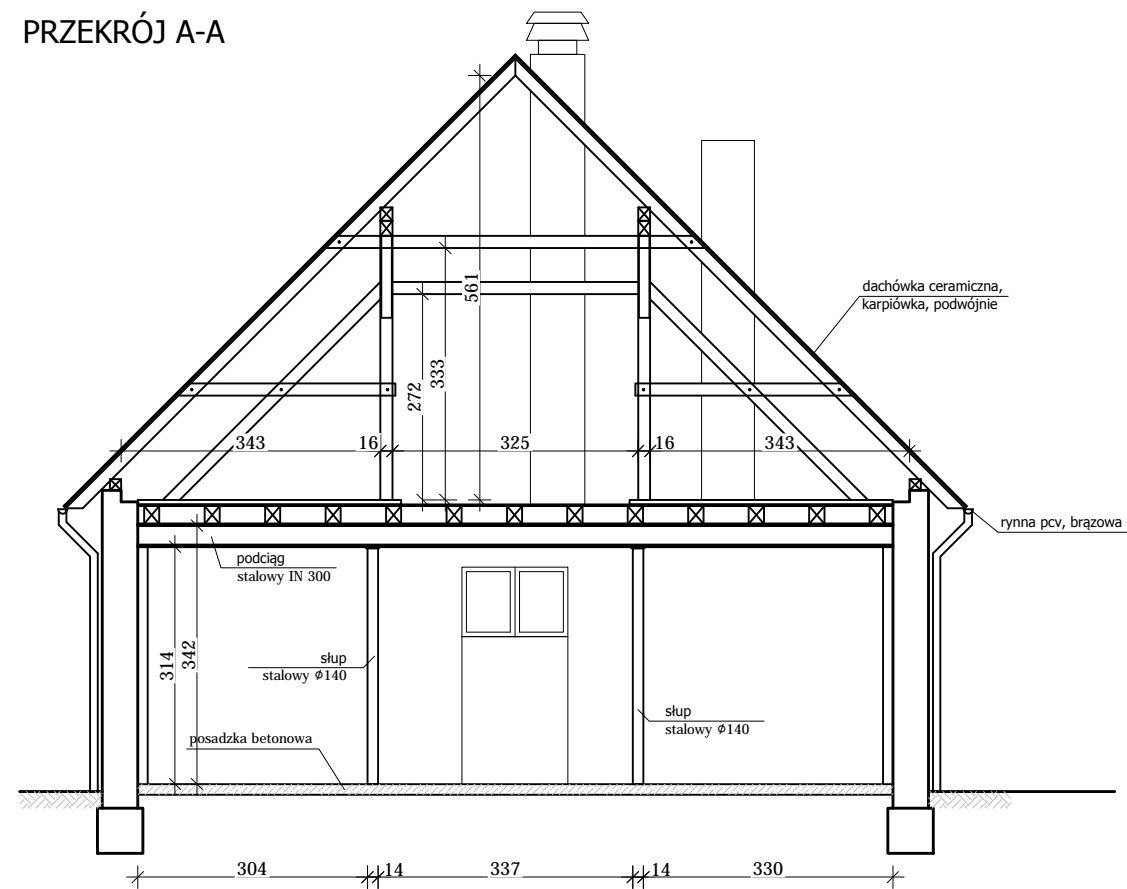 PRZEKRÓJ A-A
561
333
272
dachówka ceramiczna,
karpiówka, podwójnie
343
16
325
16
343
rynna pcv, brązowa
podciąg
stalowy IN 300
314
342
słup
stalowy ϕ140
słup
stalowy ϕ140
posadzka betonowa
304
14
337
14
330